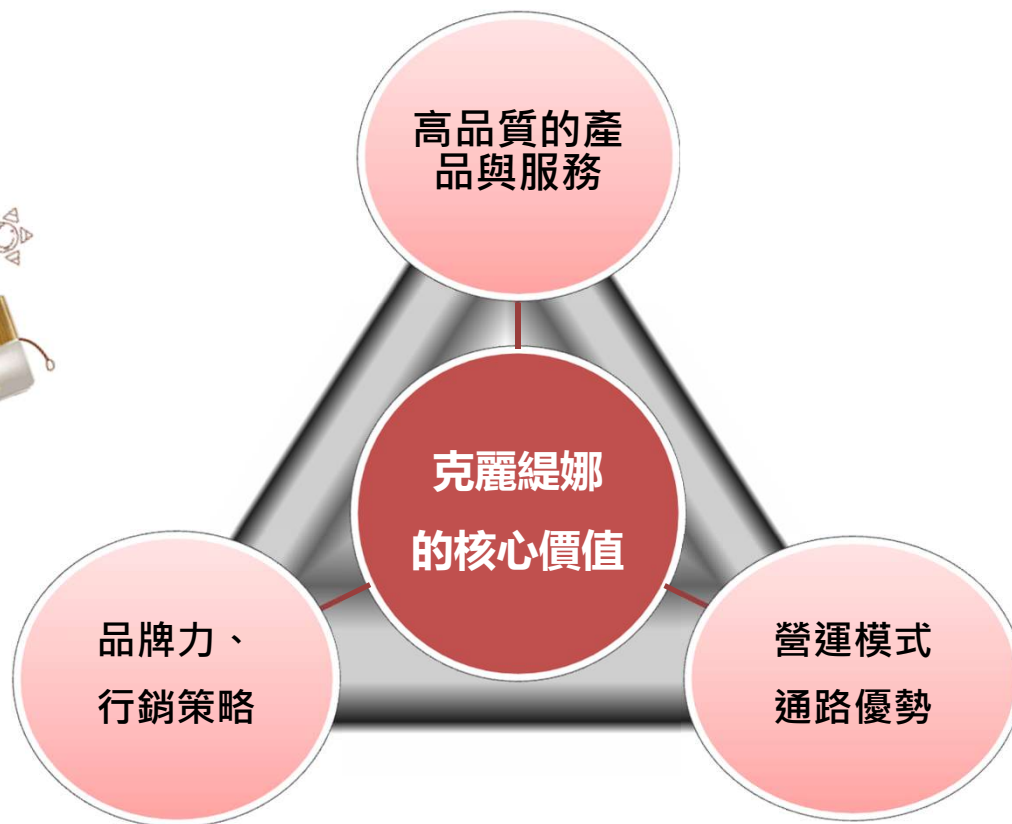 高品質的產
品與服務
克麗緹娜
的核心價值
品牌力、
行銷策略
營運模式
通路優勢